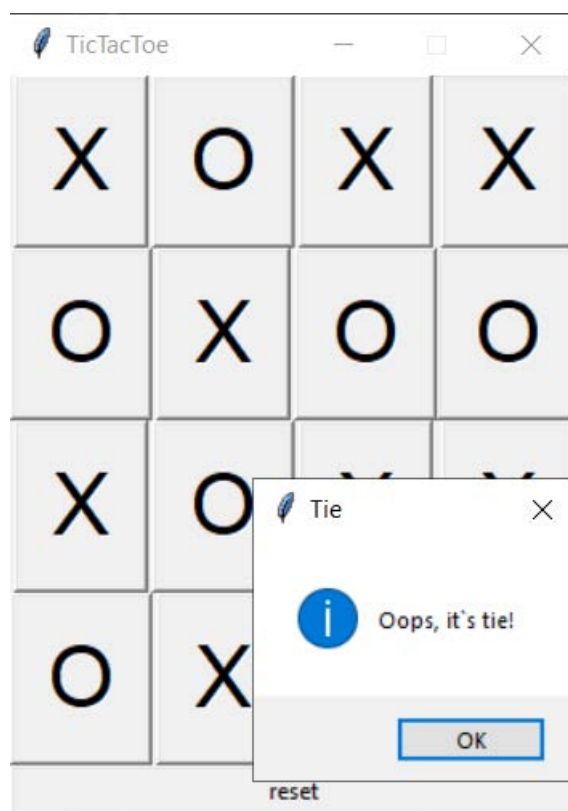 TicTacToe
X O X X
O X O O
X O X X
Tie
Oops, it`s tie!
O X
OK
reset